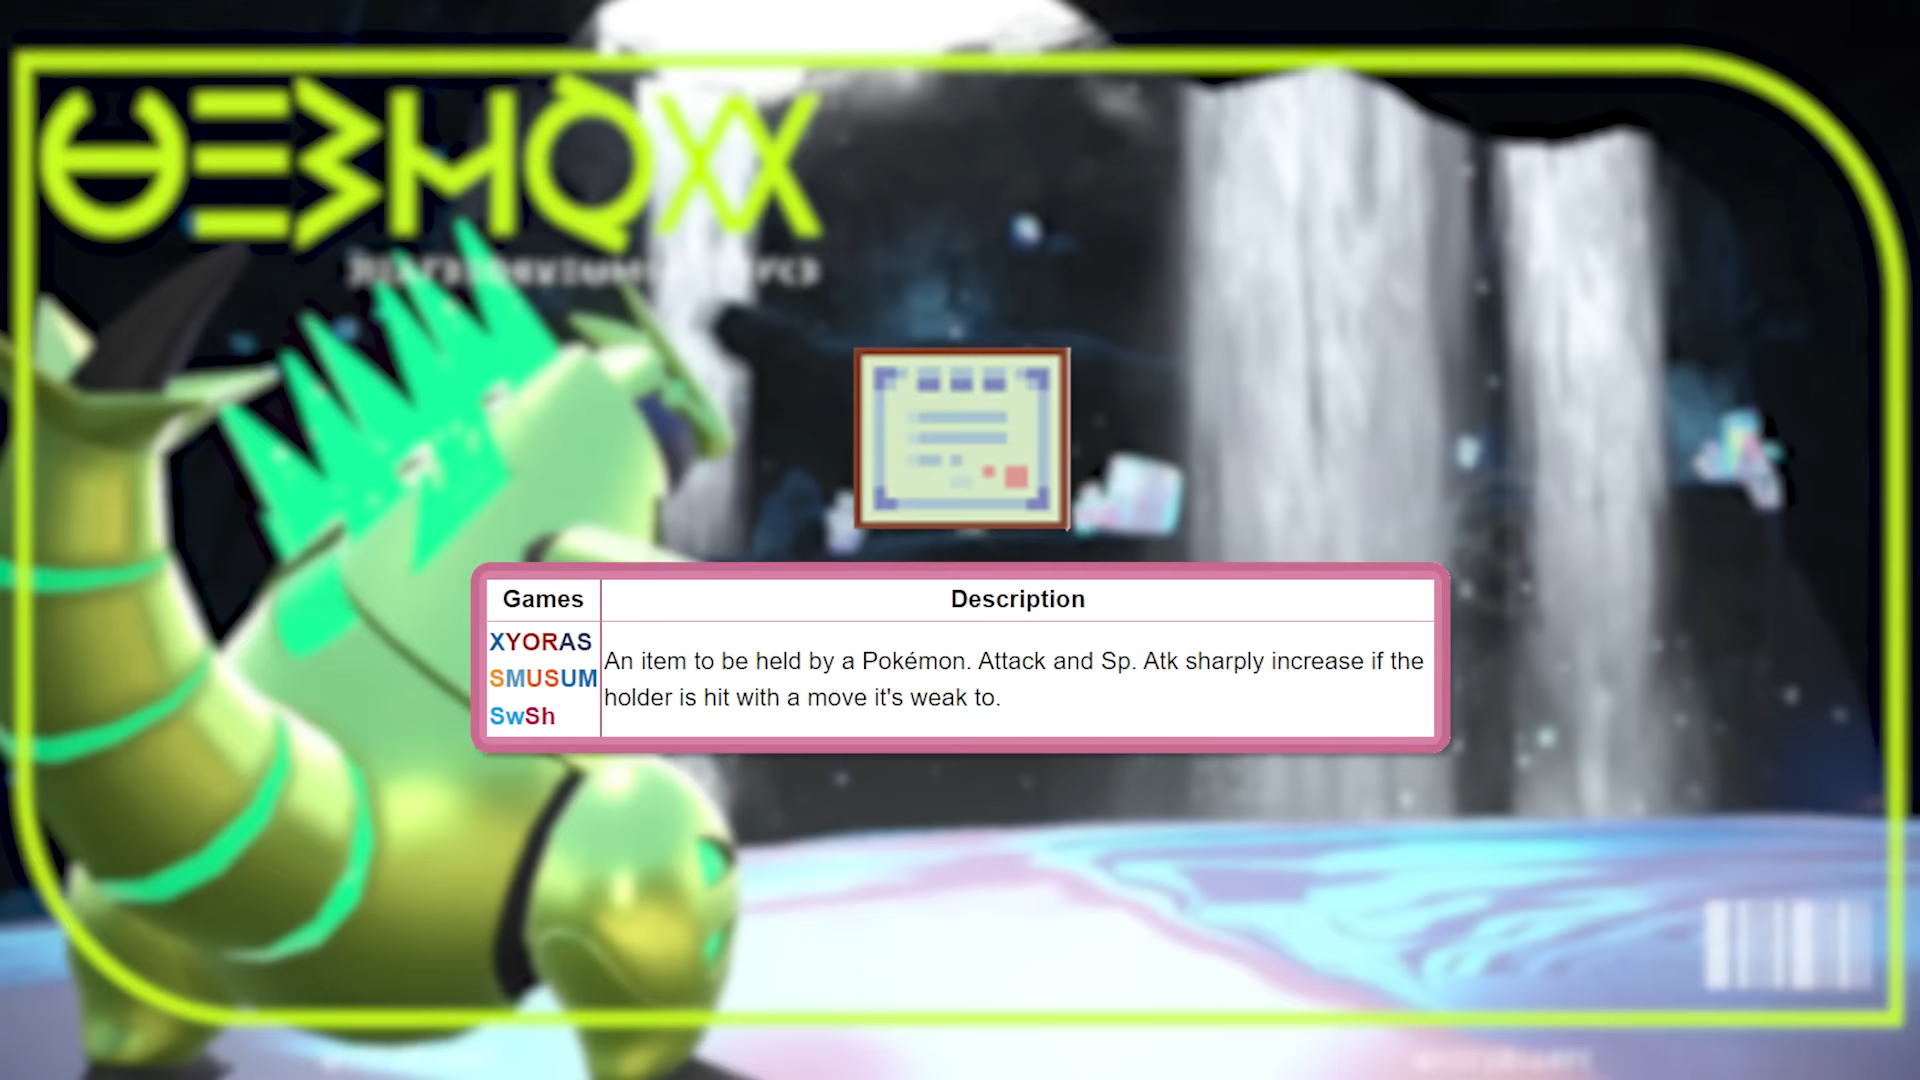 Games
Description
XYORAS
SMUSUM
SwSh
An item to be held by a Pokémon. Attack and Sp. Atk sharply increase if the
holder is hit with a move it's weak to.